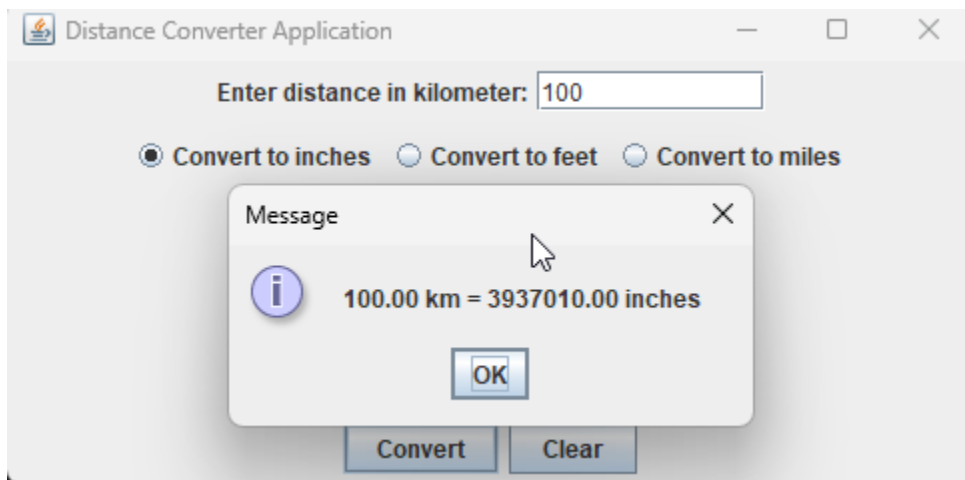 Distance Converter Application
Enter distance in kilometer: 100
Convert to inches Convert to feet Convert to miles
Message
i
100.00 km = 3937010.00 inches
OK
Convert Clear